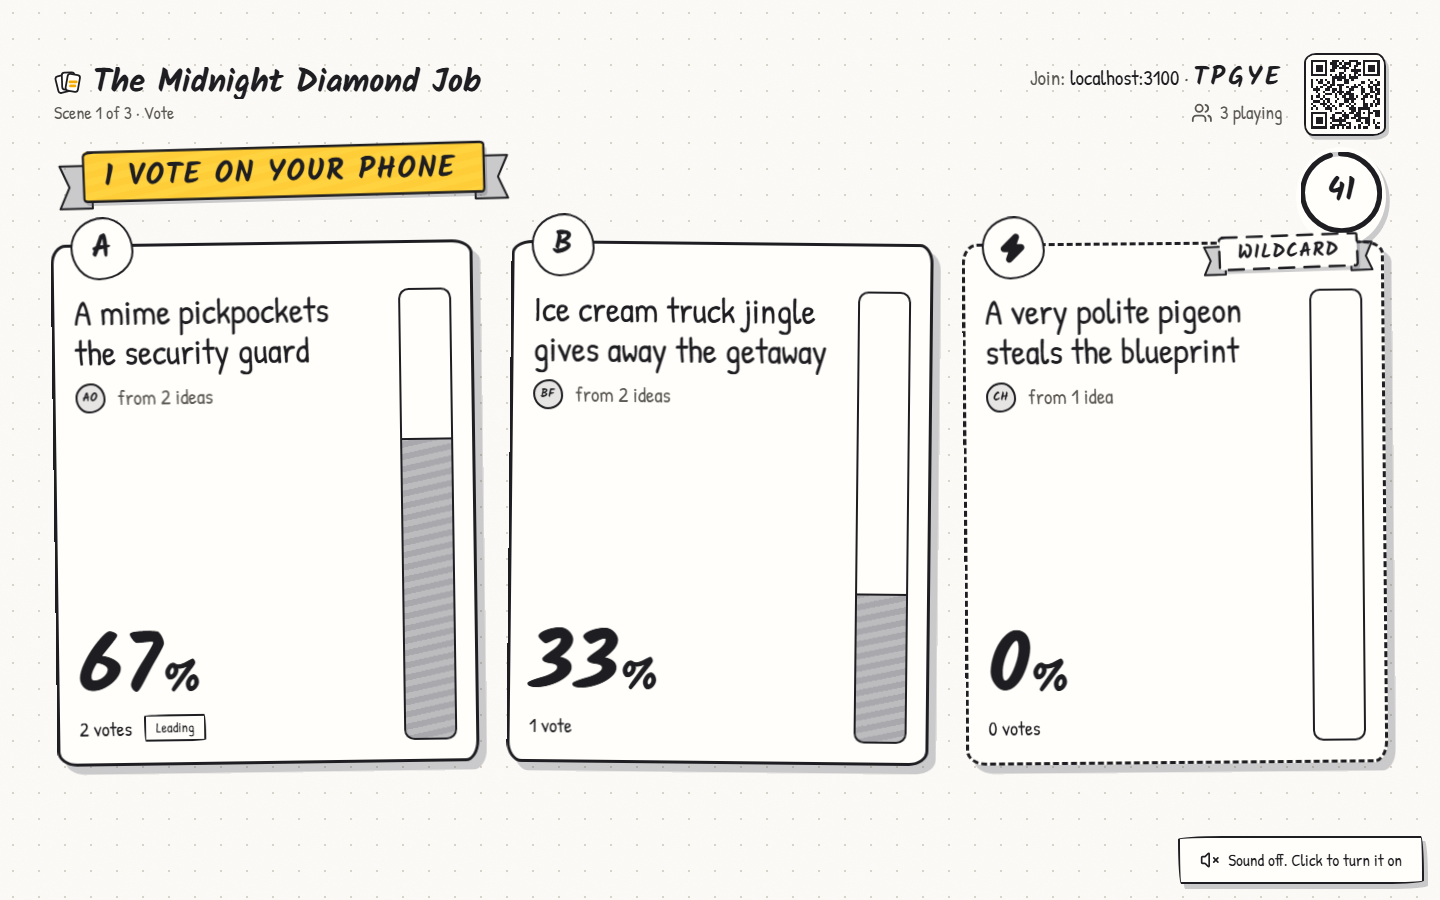 The Midnight Diamond Job
Scene 1 of 3 · Vote
Join: localhost:3100 · TPGYE
3 playing
I VOTE ON YOUR PHONE
41
A
A mime pickpockets
the security guard
AO from 2 ideas
67%
2 votes Leading
B
Ice cream truck jingle
gives away the getaway
BF from 2 ideas
33%
1 vote
WILDCARD
A very polite pigeon
steals the blueprint
CH from 1 idea
0%
0 votes
Sound off. Click to turn it on